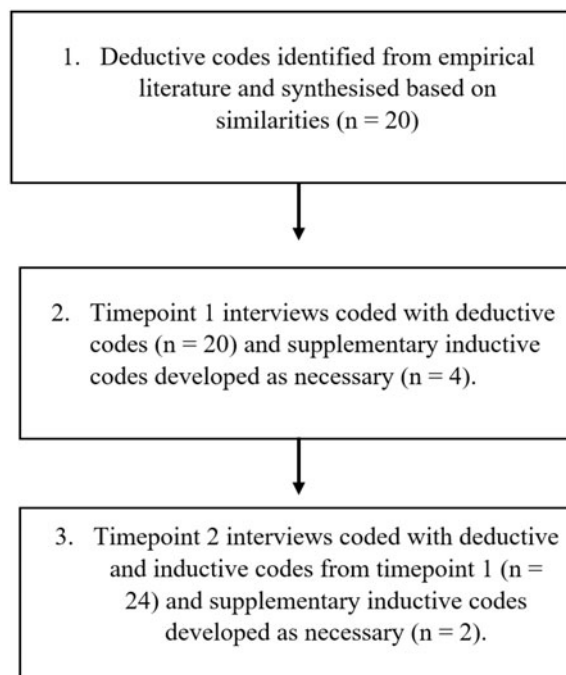 1. Deductive codes identified from empirical
literature and synthesised based on
similarities (n = 20)
2. Timepoint 1 interviews coded with deductive
codes (n = 20) and supplementary inductive
codes developed as necessary (n = 4).
3. Timepoint 2 interviews coded with deductive
and inductive codes from timepoint 1 (n =
24) and supplementary inductive codes
developed as necessary (n = 2).